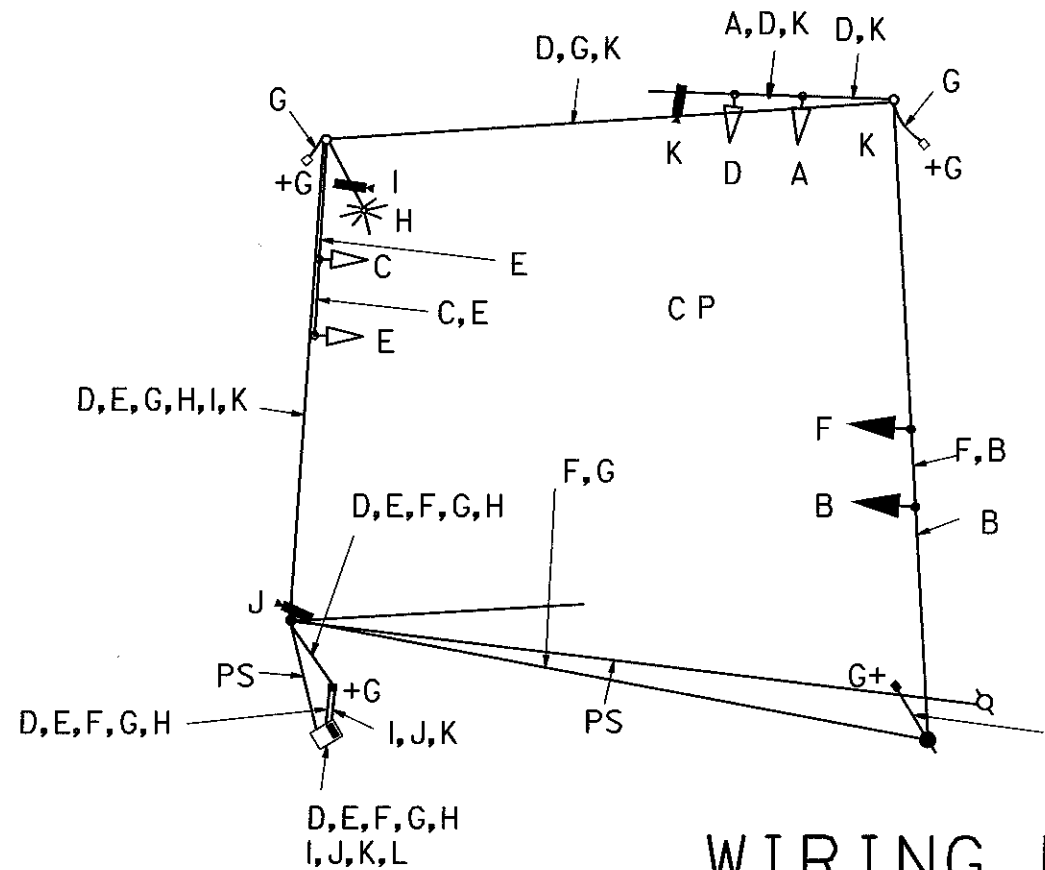 A,D,K
D,K
D,G,K
G
G
K
D
A
K
+G
+G
I
H
C
E
C,E
E
C P
D,E,G,H,I,K
F
F,B
F,G
D,E,F,G,H
B
B
J
PS
+G
G+
D,E,F,G,H
I,J,K
PS
D,E,F,G,H
I,J,K,L
WIRING